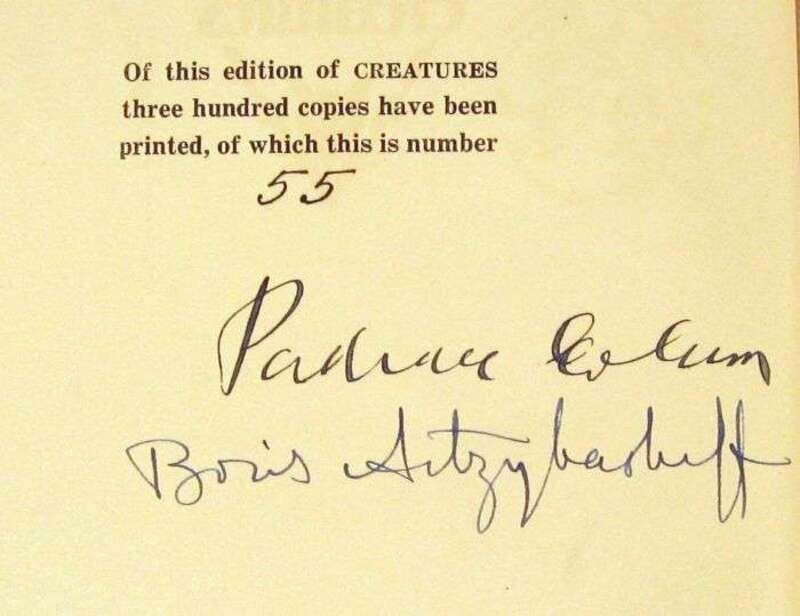 Of this edition of CREATURES
three hundred copies have been
printed, of which this is number
55
Padraic Colum
Boris Artzybasheff